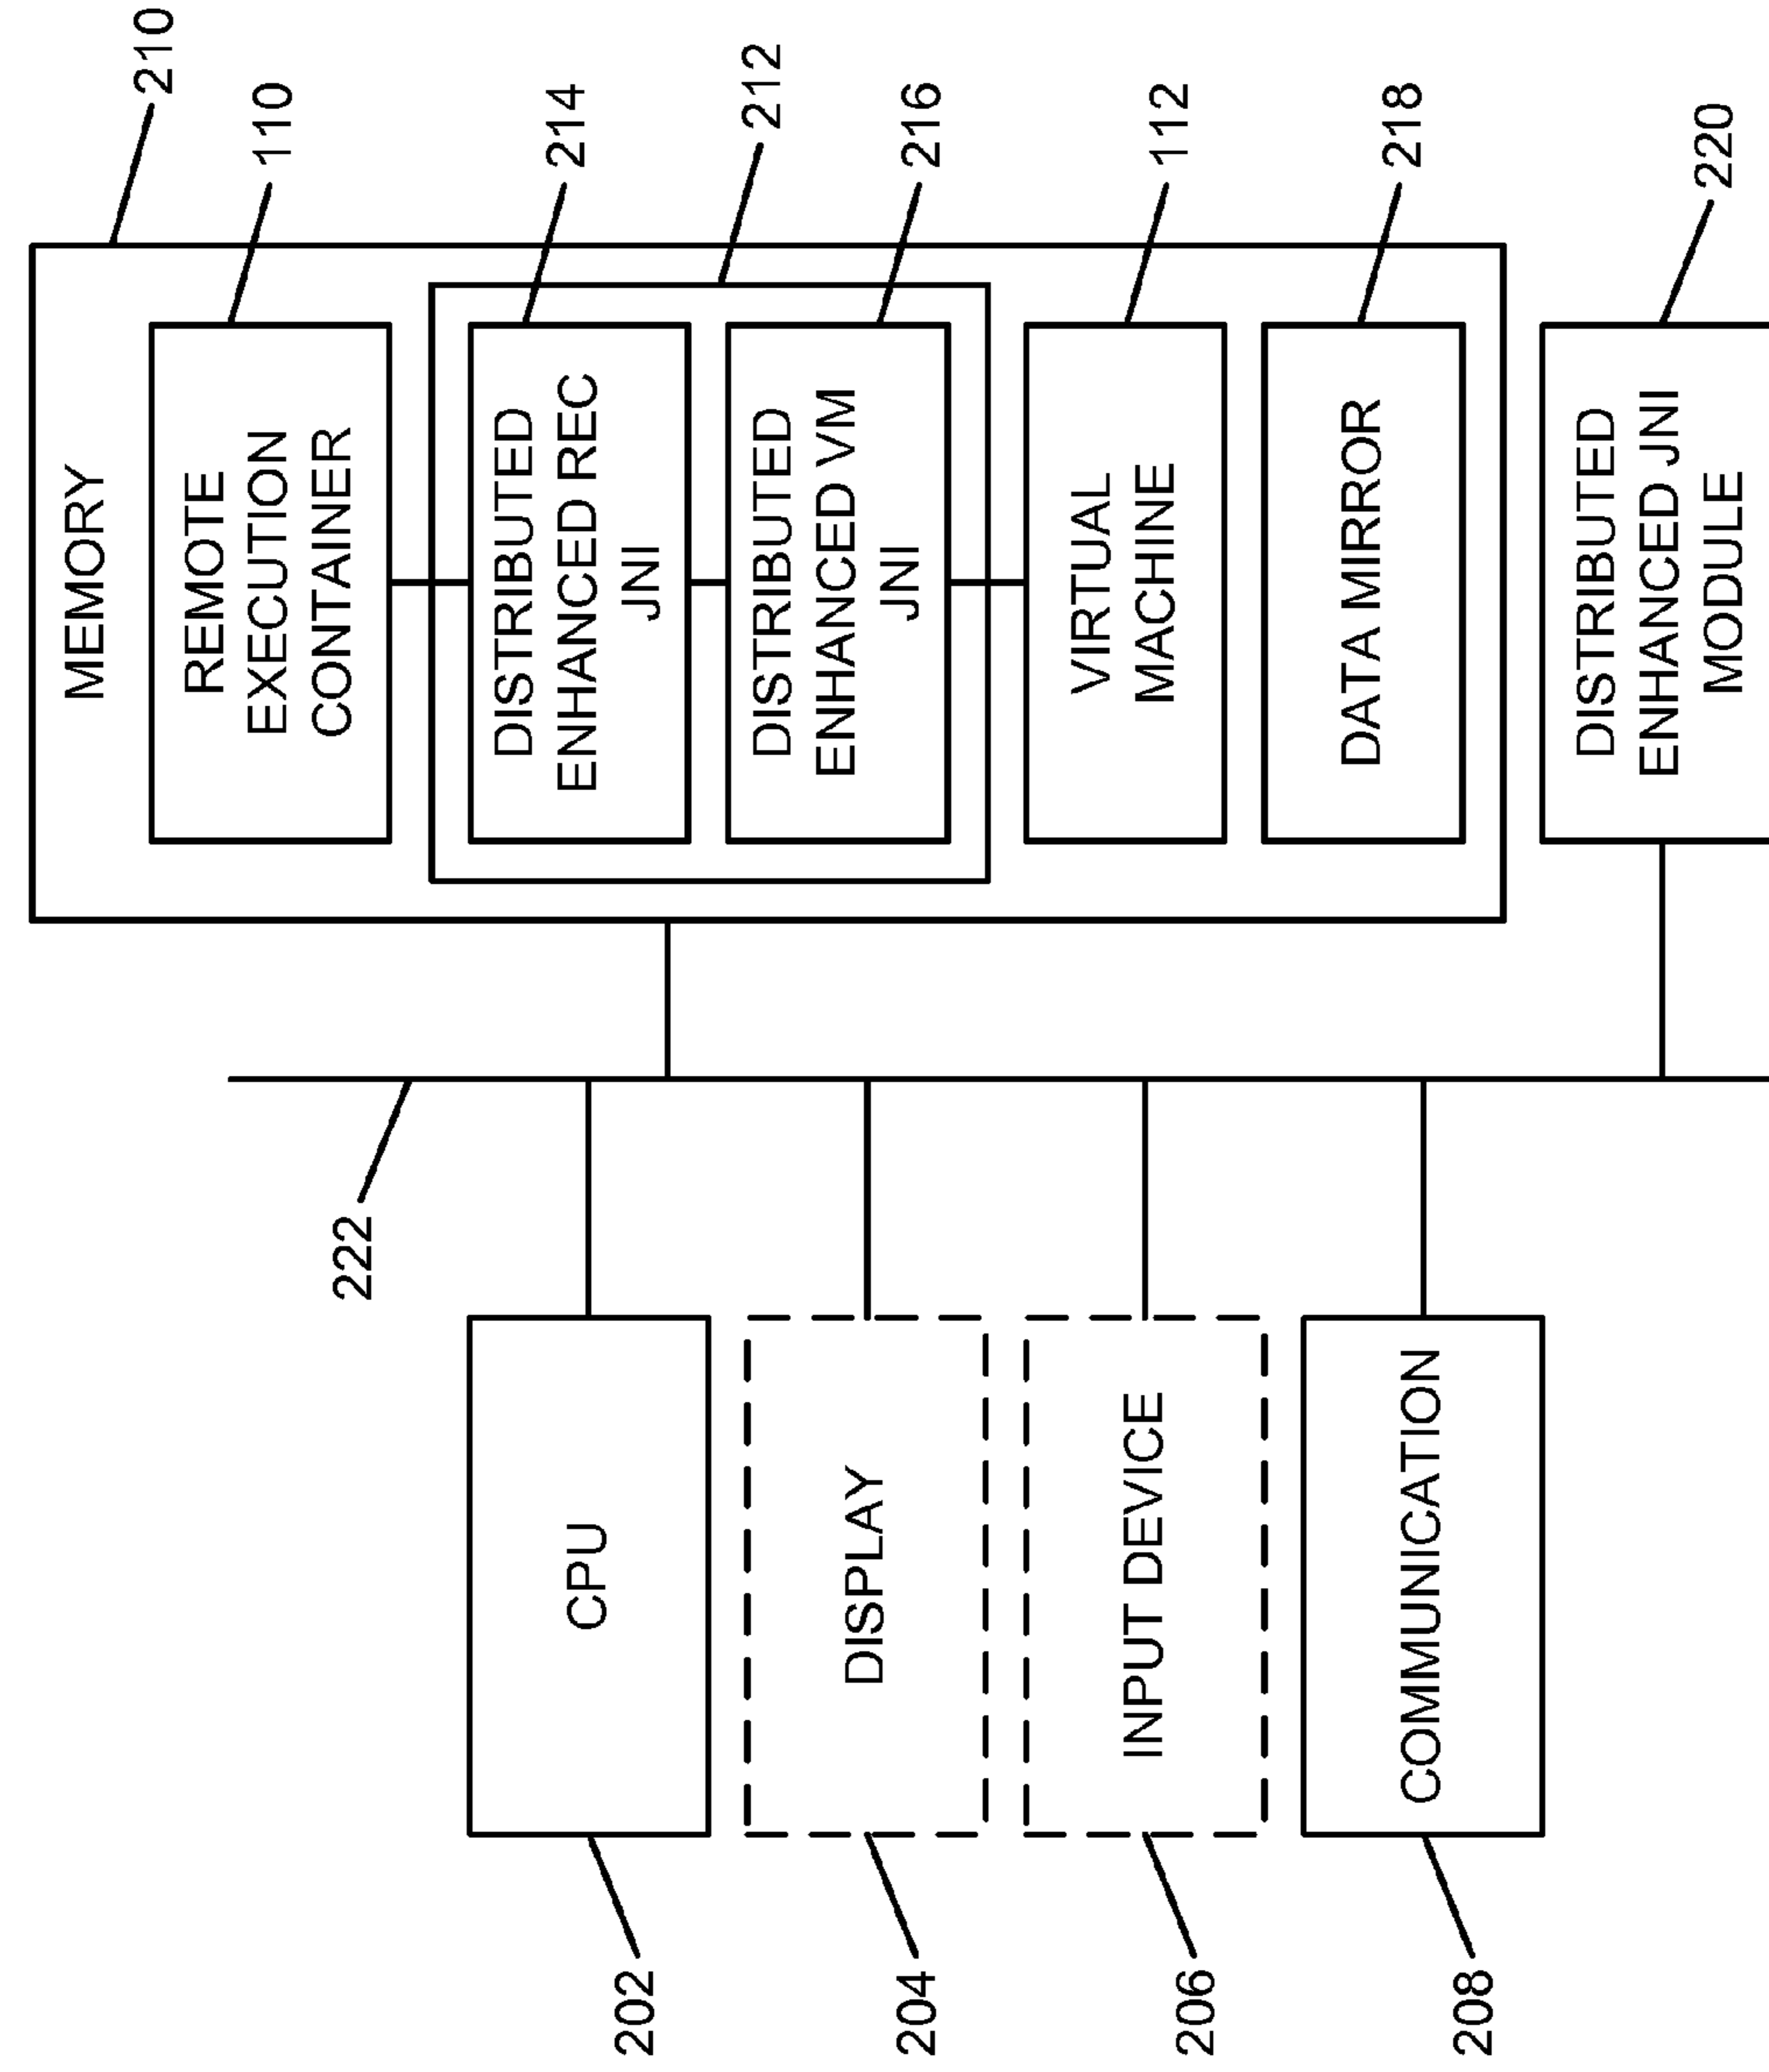 MEMORY
210
REMOTE
EXECUTION
CONTAINER
110
DISTRIBUTED
ENHANCED REC
JNI
214
212
DISTRIBUTED
ENHANCED VM
JNI
216
VIRTUAL
MACHINE
112
DATA MIRROR
218
DISTRIBUTED
ENHANCED JNI
MODULE
220
222
CPU
202
DISPLAY
204
INPUT DEVICE
206
COMMUNICATION
208